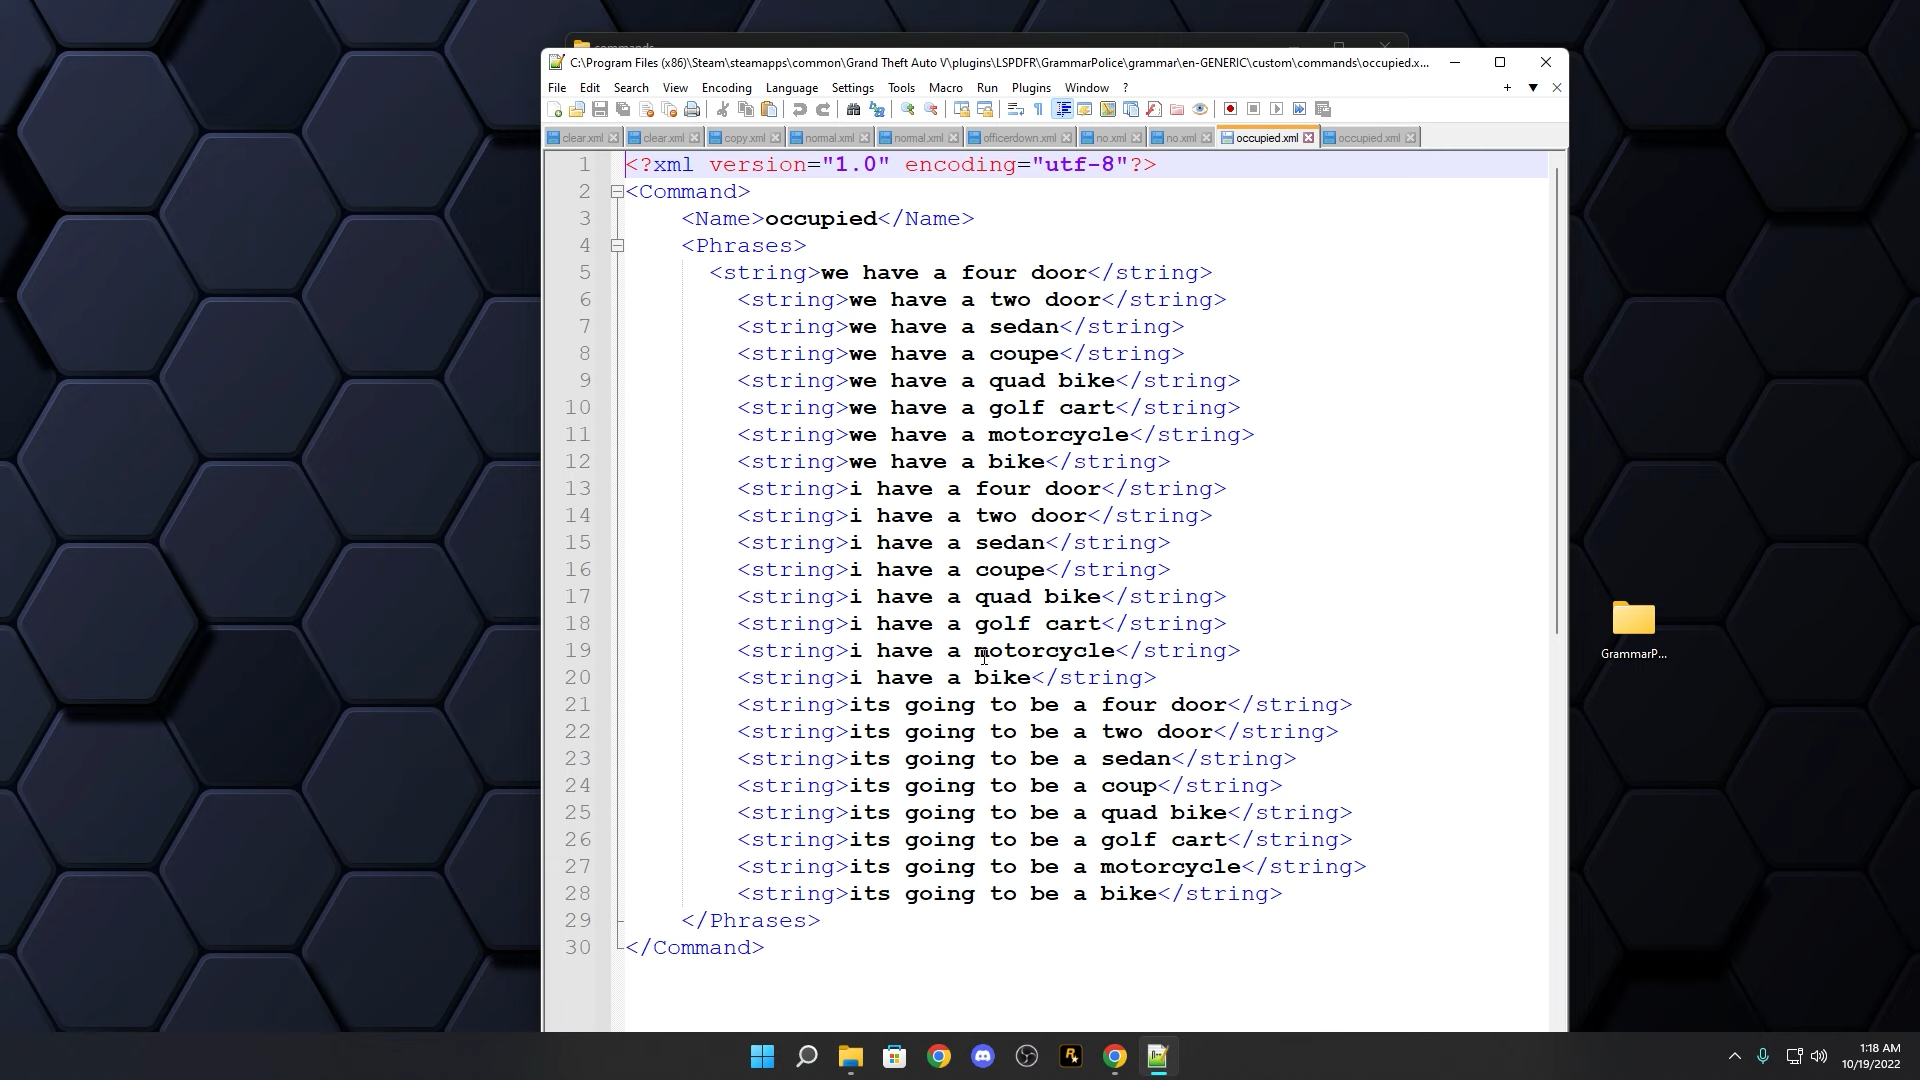 commands
C:\Program Files (x86)\Steam\steamapps\common\Grand Theft Auto V\plugins\LSPDFR\GrammarPolice\grammar\en-GENERIC\custom\commands\occupied.x...
File Edit Search View Encoding Language Settings Tools Macro Run Plugins Window ?
clear.xml clear.xml copy.xml normal.xml normal.xml officerdown.xml no.xml no.xml occupied.xml occupied.xml
1 <?xml version="1.0" encoding="utf-8"?>
2 <Command>
3 <Name>occupied</Name>
4 <Phrases>
5 <string>we have a four door</string>
6 <string>we have a two door</string>
7 <string>we have a sedan</string>
8 <string>we have a coupe</string>
9 <string>we have a quad bike</string>
10 <string>we have a golf cart</string>
11 <string>we have a motorcycle</string>
12 <string>we have a bike</string>
13 <string>i have a four door</string>
14 <string>i have a two door</string>
15 <string>i have a sedan</string>
16 <string>i have a coupe</string>
17 <string>i have a quad bike</string>
18 <string>i have a golf cart</string>
19 <string>i have a motorcycle</string>
20 <string>i have a bike</string>
21 <string>its going to be a four door</string>
22 <string>its going to be a two door</string>
23 <string>its going to be a sedan</string>
24 <string>its going to be a coup</string>
25 <string>its going to be a quad bike</string>
26 <string>its going to be a golf cart</string>
27 <string>its going to be a motorcycle</string>
28 <string>its going to be a bike</string>
29 </Phrases>
30 </Command>
GrammarP...
1:18 AM
10/19/2022